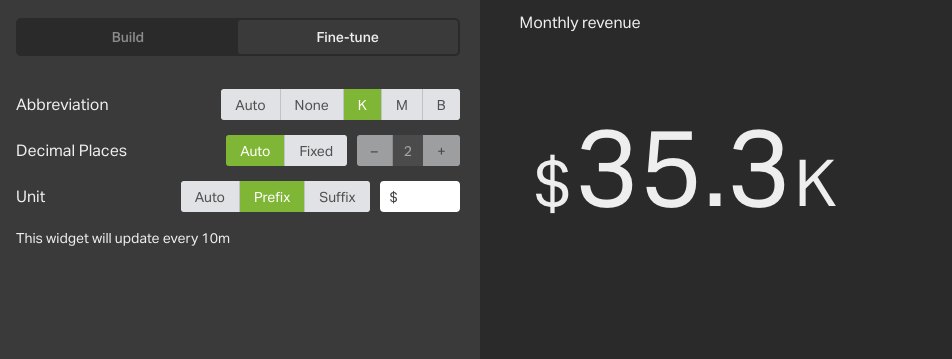 Build Fine-tune
Abbreviation Auto None K M B
Decimal Places Auto Fixed – 2 +
Unit Auto Prefix Suffix $
This widget will update every 10m
Monthly revenue
$35.3K